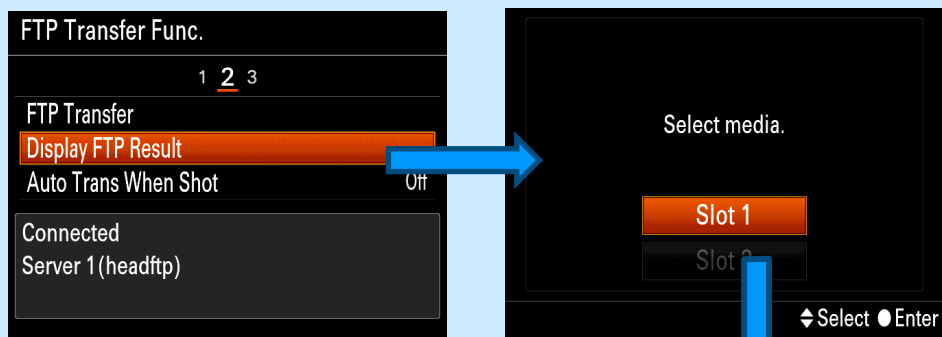 FTP Transfer Func.
1 2 3
FTP Transfer
Display FTP Result
Auto Trans When Shot Off
Connected
Server 1(headftp)
Select media.
Slot 1
Slot
Select Enter